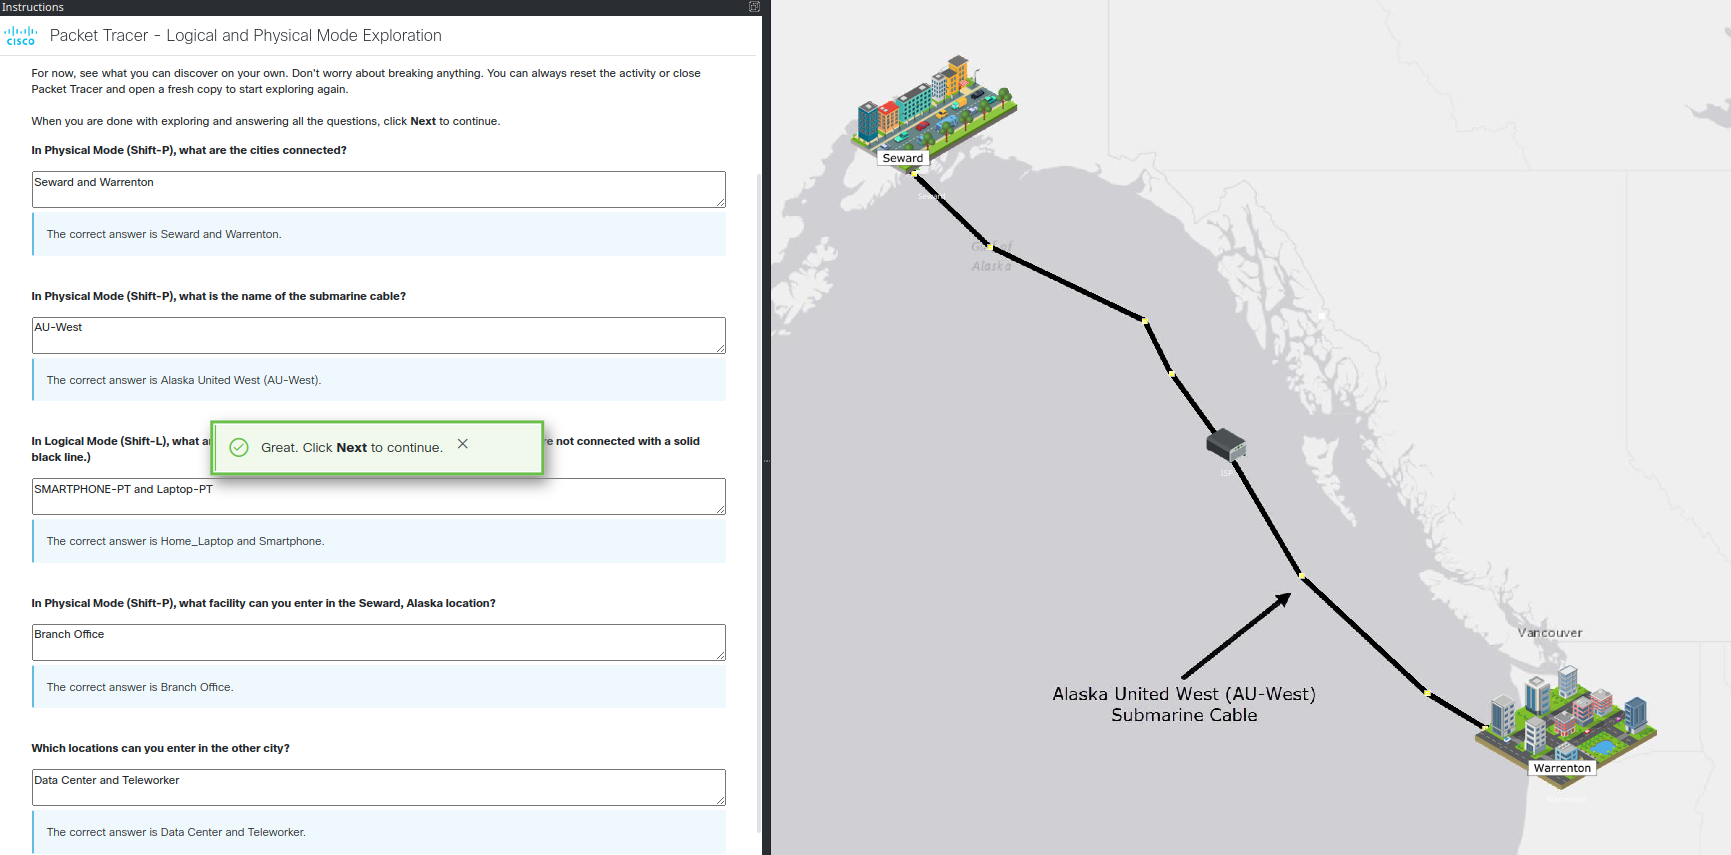 Instructions
CISCO
Packet Tracer - Logical and Physical Mode Exploration
For now, see what you can discover on your own. Don't worry about breaking anything. You can always reset the activity or close
Packet Tracer and open a fresh copy to start exploring again.
When you are done with exploring and answering all the questions, click Next to continue.
In Physical Mode (Shift-P), what are the cities connected?
Seward and Warrenton
The correct answer is Seward and Warrenton.
In Physical Mode (Shift-P), what is the name of the submarine cable?
AU-West
The correct answer is Alaska United West (AU-West).
In Logical Mode (Shift-L), what
not connected with a solid
black line.)
Great. Click Next to continue.
SMARTPHONE-PT and Laptop-PT
The correct answer is Home_Laptop and Smartphone.
In Physical Mode (Shift-P), what facility can you enter in the Seward, Alaska location?
Branch Office
The correct answer is Branch Office.
Which locations can you enter in the other city?
Data Center and Teleworker
The correct answer is Data Center and Teleworker.
Seward
Seward
Gulf of
Alaska
ISP
Vancouver
Alaska United West (AU-West)
Submarine Cable
Warrenton
Warrenton